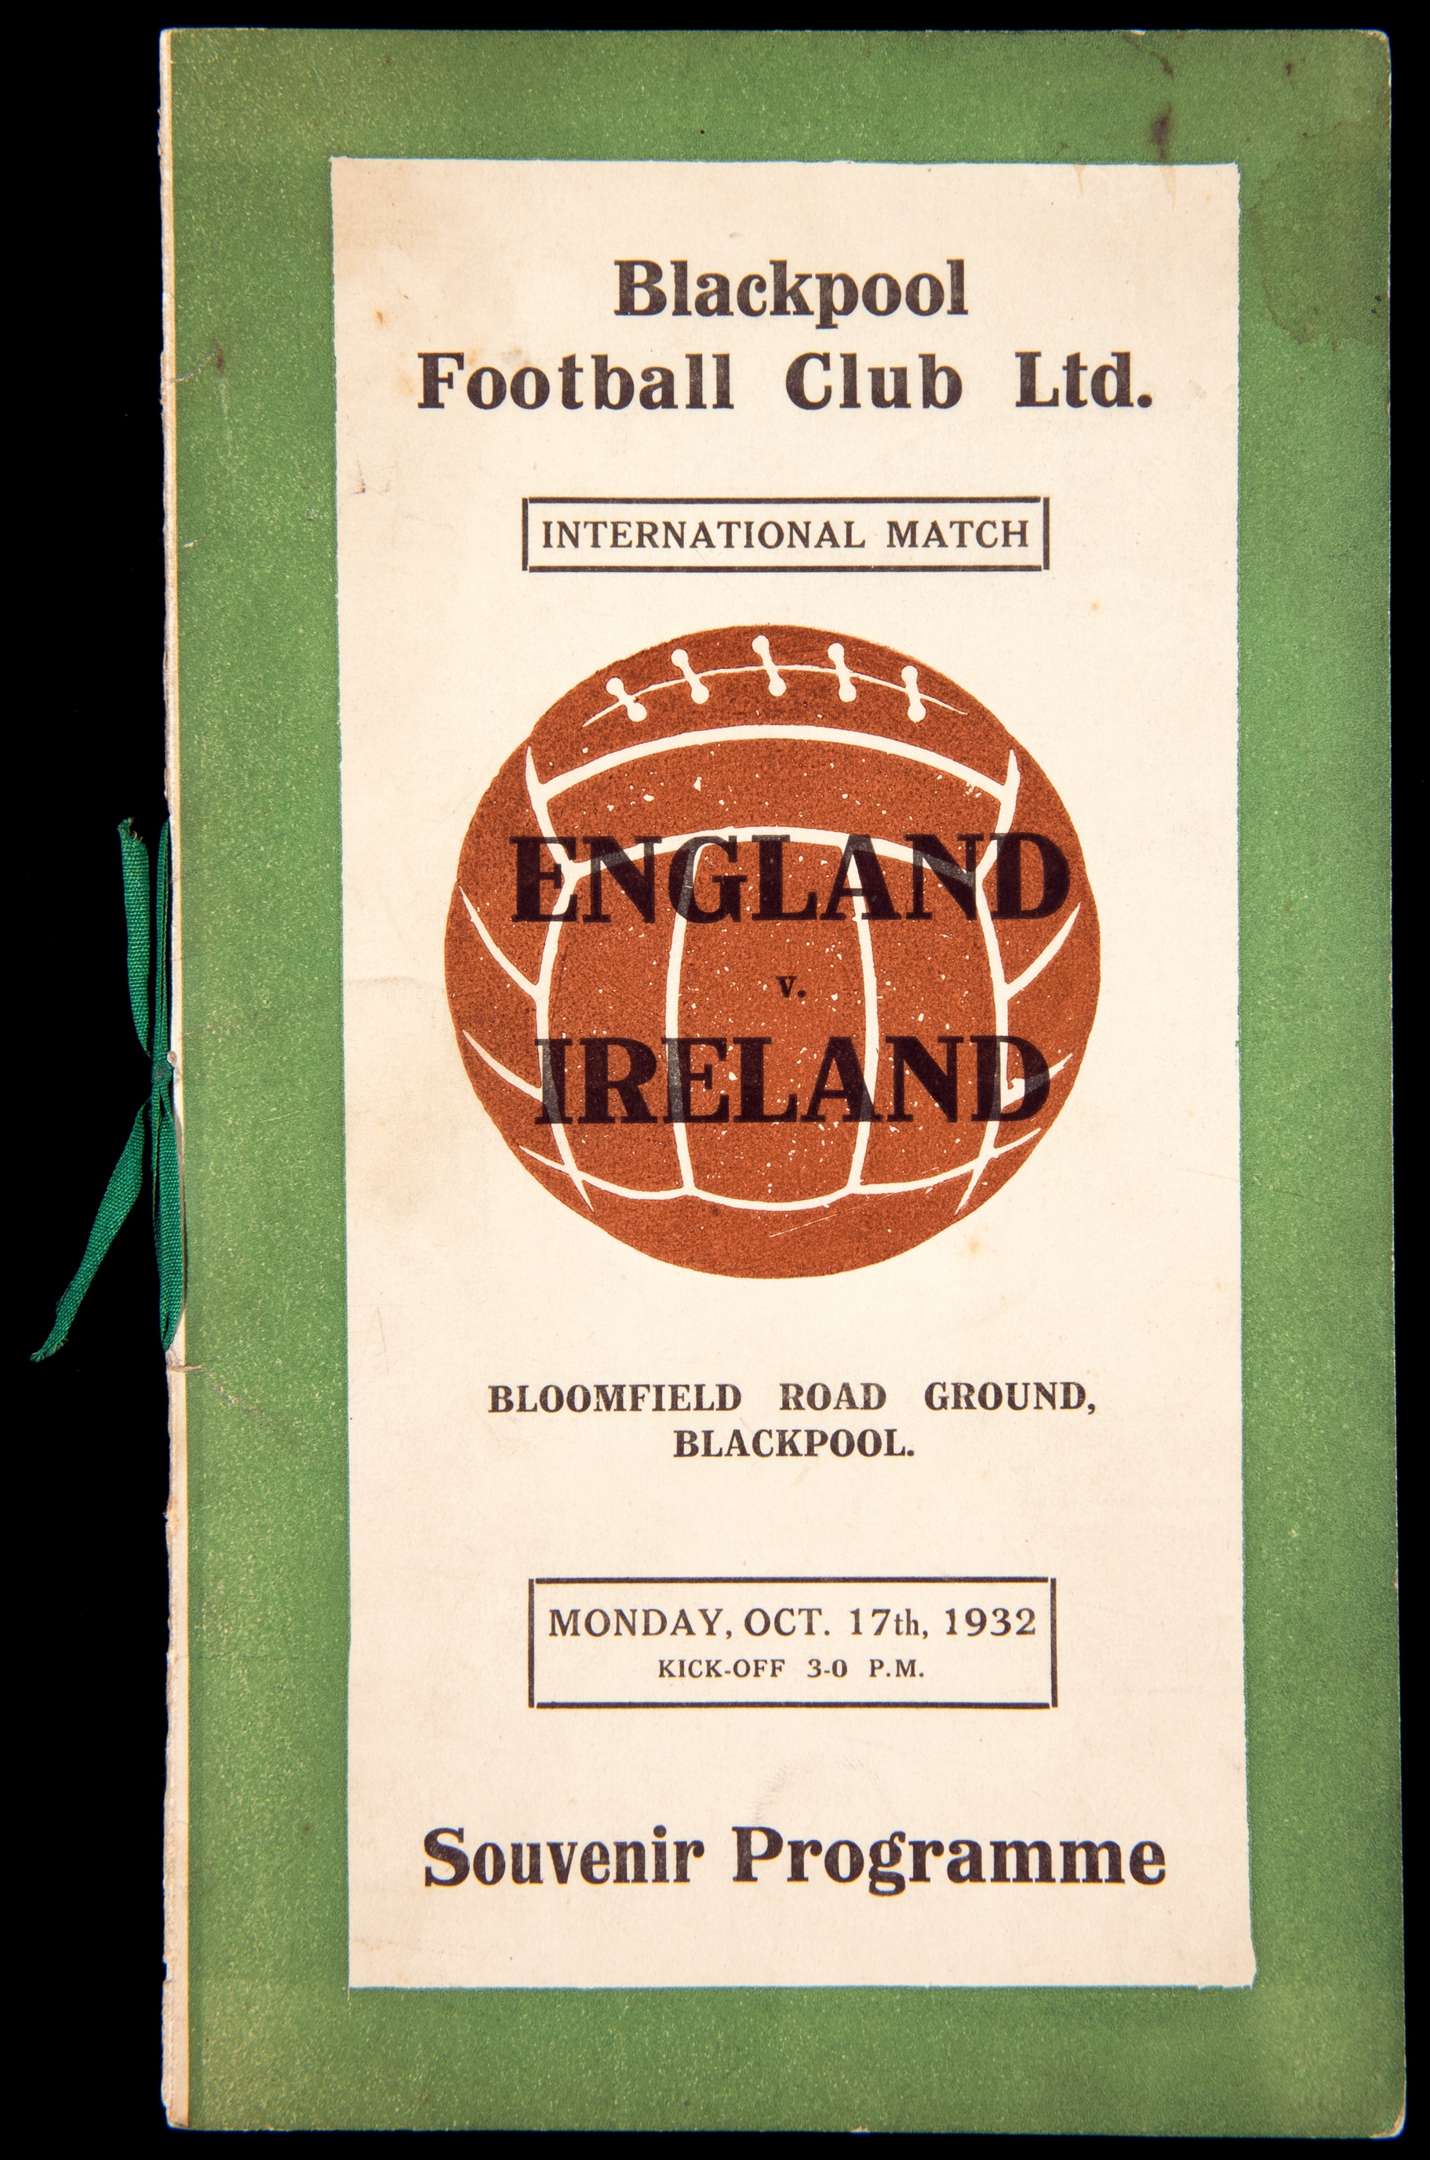 Blackpool
Football Club Ltd.
INTERNATIONAL MATCH
ENGLAND
v.
IRELAND
BLOOMFIELD ROAD GROUND,
BLACKPOOL.
MONDAY, OCT. 17th, 1932
KICK-OFF 3-0 P.M.
Souvenir Programme